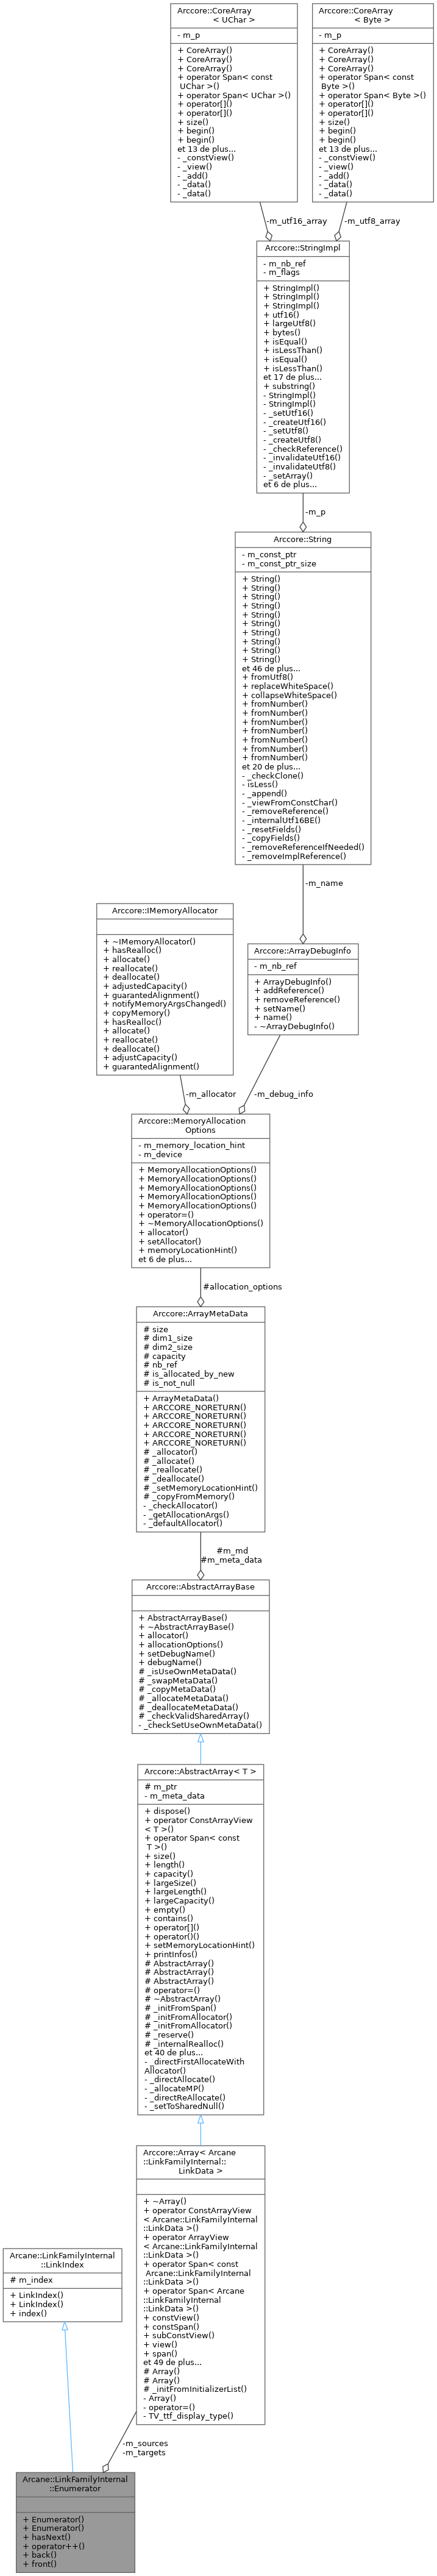 Arccore::CoreArray
< UChar >
- m_p
+ CoreArray()
+ CoreArray()
+ CoreArray()
+ operator Span< const
UChar >()
+ operator Span< UChar >()
+ operator[]()
+ operator[]()
+ size()
+ begin()
+ begin()
et 13 de plus...
- _constView()
- _view()
- _add()
- _data()
- _data()
Arccore::CoreArray
< Byte >
- m_p
+ CoreArray()
+ CoreArray()
+ CoreArray()
+ operator Span< const
Byte >()
+ operator Span< Byte >()
+ operator[]()
+ operator[]()
+ size()
+ begin()
+ begin()
et 13 de plus...
- _constView()
- _view()
- _add()
- _data()
- _data()
-m_utf16_array
-m_utf8_array
Arccore::StringImpl
- m_nb_ref
- m_flags
+ StringImpl()
+ StringImpl()
+ StringImpl()
+ utf16()
+ largeUtf8()
+ bytes()
+ isEqual()
+ isLessThan()
+ isEqual()
+ isLessThan()
et 17 de plus...
+ substring()
- StringImpl()
- StringImpl()
- _setUtf16()
- _createUtf16()
- _setUtf8()
- _createUtf8()
- _checkReference()
- _invalidateUtf16()
- _invalidateUtf8()
- _setArray()
et 6 de plus...
-m_p
Arccore::String
- m_const_ptr
- m_const_ptr_size
+ String()
+ String()
+ String()
+ String()
+ String()
+ String()
+ String()
+ String()
+ String()
+ String()
et 46 de plus...
+ fromUtf8()
+ replaceWhiteSpace()
+ collapseWhiteSpace()
+ fromNumber()
+ fromNumber()
+ fromNumber()
+ fromNumber()
+ fromNumber()
+ fromNumber()
+ fromNumber()
et 20 de plus...
- _checkClone()
- isLess()
- _append()
- _viewFromConstChar()
- _removeReference()
- _internalUtf16BE()
- _resetFields()
- _copyFields()
- _removeReferenceIfNeeded()
- _removeImplReference()
-m_name
Arccore::IMemoryAllocator
+ ~IMemoryAllocator()
+ hasRealloc()
+ allocate()
+ reallocate()
+ deallocate()
+ adjustedCapacity()
+ guarantedAlignment()
+ notifyMemoryArgsChanged()
+ copyMemory()
+ hasRealloc()
+ allocate()
+ reallocate()
+ deallocate()
+ adjustCapacity()
+ guarantedAlignment()
Arccore::ArrayDebugInfo
- m_nb_ref
+ ArrayDebugInfo()
+ addReference()
+ removeReference()
+ setName()
+ name()
- ~ArrayDebugInfo()
-m_allocator
-m_debug_info
Arccore::MemoryAllocation
Options
- m_memory_location_hint
- m_device
+ MemoryAllocationOptions()
+ MemoryAllocationOptions()
+ MemoryAllocationOptions()
+ MemoryAllocationOptions()
+ MemoryAllocationOptions()
+ operator=()
+ ~MemoryAllocationOptions()
+ allocator()
+ setAllocator()
+ memoryLocationHint()
et 6 de plus...
#allocation_options
Arccore::ArrayMetaData
# size
# dim1_size
# dim2_size
# capacity
# nb_ref
# is_allocated_by_new
# is_not_null
+ ArrayMetaData()
+ ARCCORE_NORETURN()
+ ARCCORE_NORETURN()
+ ARCCORE_NORETURN()
+ ARCCORE_NORETURN()
+ ARCCORE_NORETURN()
# _allocator()
# _allocate()
# _reallocate()
# _deallocate()
# _setMemoryLocationHint()
# _copyFromMemory()
- _checkAllocator()
- _getAllocationArgs()
- _defaultAllocator()
#m_md
#m_meta_data
Arccore::AbstractArrayBase
+ AbstractArrayBase()
+ ~AbstractArrayBase()
+ allocator()
+ allocationOptions()
+ setDebugName()
+ debugName()
# _isUseOwnMetaData()
# _swapMetaData()
# _copyMetaData()
# _allocateMetaData()
# _deallocateMetaData()
# _checkValidSharedArray()
- _checkSetUseOwnMetaData()
Arccore::AbstractArray< T >
# m_ptr
- m_meta_data
+ dispose()
+ operator ConstArrayView
< T >()
+ operator Span< const
T >()
+ size()
+ length()
+ capacity()
+ largeSize()
+ largeLength()
+ largeCapacity()
+ empty()
+ contains()
+ operator[]()
+ operator()()
+ setMemoryLocationHint()
+ printInfos()
# AbstractArray()
# AbstractArray()
# AbstractArray()
# operator=()
# ~AbstractArray()
# _initFromSpan()
# _initFromAllocator()
# _initFromAllocator()
# _reserve()
# _internalRealloc()
et 40 de plus...
- _directFirstAllocateWith
Allocator()
- _directAllocate()
- _allocateMP()
- _directReAllocate()
- _setToSharedNull()
Arccore::Array< Arcane
::LinkFamilyInternal::
LinkData >
+ ~Array()
+ operator ConstArrayView
< Arcane::LinkFamilyInternal
::LinkData >()
+ operator ArrayView
< Arcane::LinkFamilyInternal
::LinkData >()
+ operator Span< const
Arcane::LinkFamilyInternal
::LinkData >()
+ operator Span< Arcane
::LinkFamilyInternal
::LinkData >()
+ constView()
+ constSpan()
+ subConstView()
+ view()
+ span()
et 49 de plus...
# Array()
# Array()
# _initFromInitializerList()
- Array()
- operator=()
- TV_ttf_display_type()
Arcane::LinkFamilyInternal
::LinkIndex
# m_index
+ LinkIndex()
+ LinkIndex()
+ index()
-m_sources
-m_targets
Arcane::LinkFamilyInternal
::Enumerator
+ Enumerator()
+ Enumerator()
+ hasNext()
+ operator++()
+ back()
+ front()